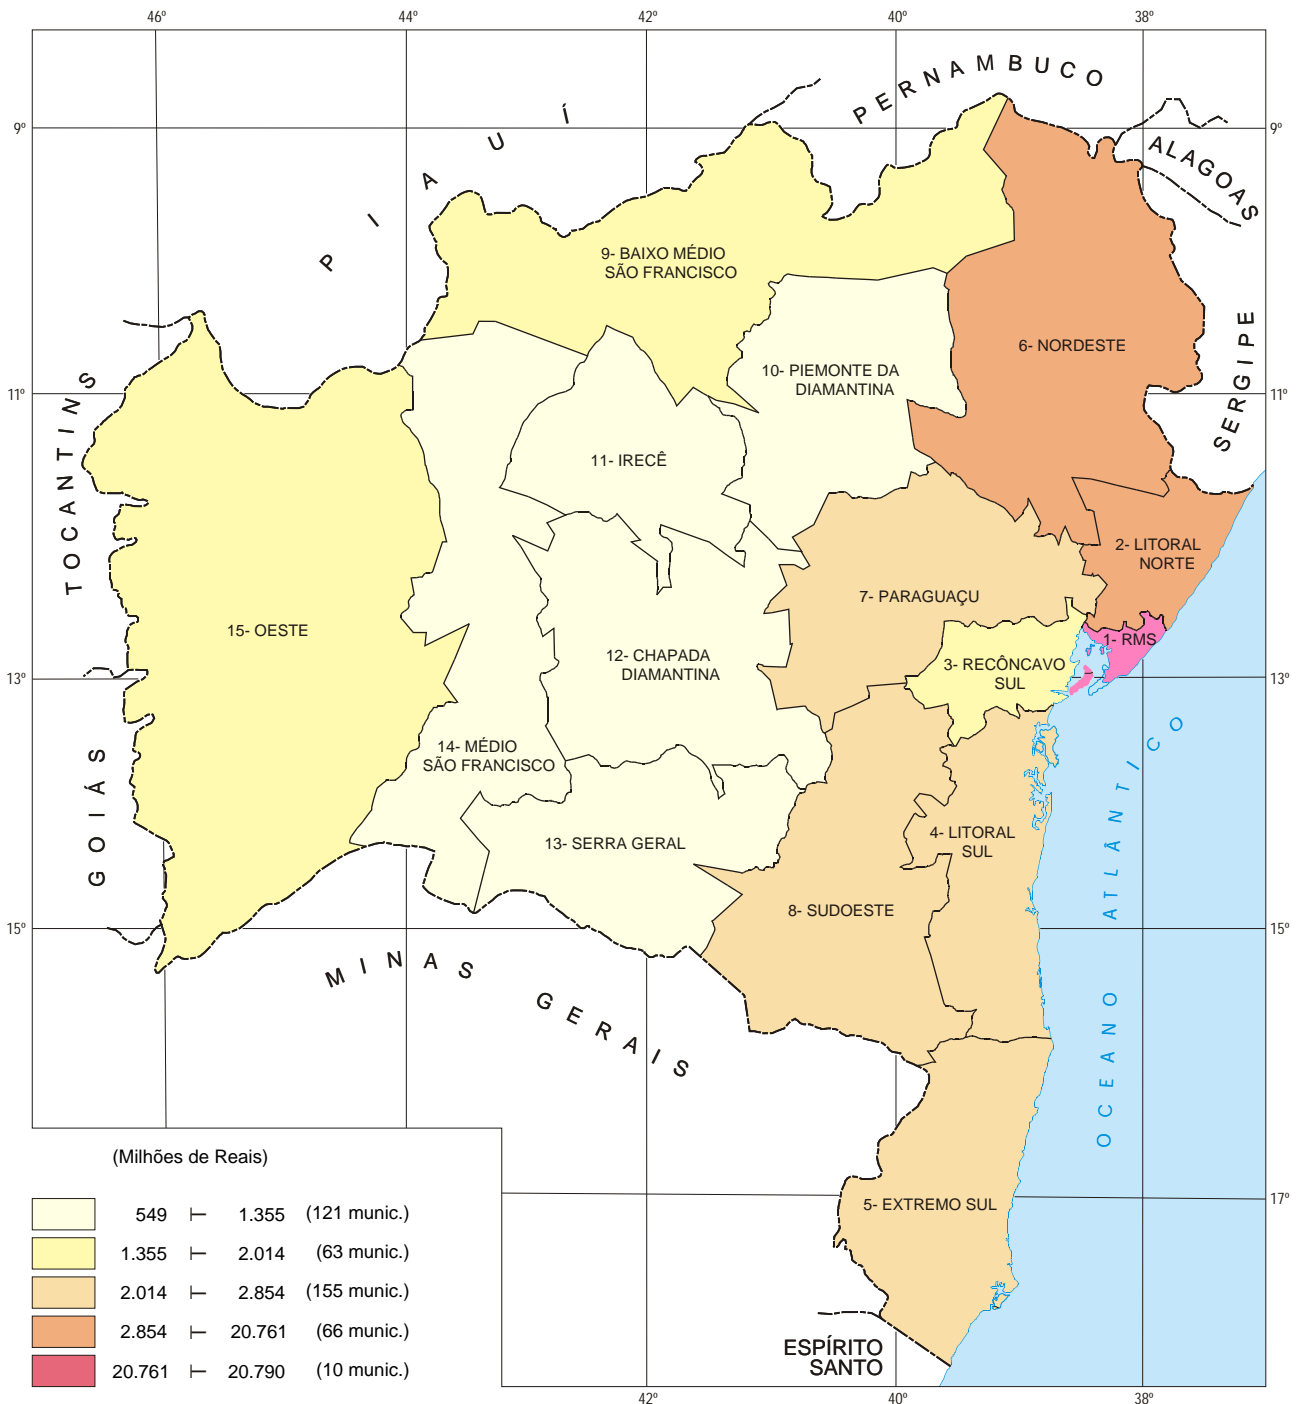 46º 44º 42º 40º 38º
PERNAMBUCO
PIAUÍ
9º 9º
ALAGOAS
9- BAIXO MÉDIO
SÃO FRANCISCO
6- NORDESTE
SERGIPE
10- PIEMONTE DA
DIAMANTINA
11º 11º
TOCANTINS
11- IRECÊ
2- LITORAL
NORTE
7- PARAGUAÇU
15- OESTE
1- RMS
12- CHAPADA
DIAMANTINA
3- RECÔNCAVO
SUL
13º 13º
14- MÉDIO
SÃO FRANCISCO
GOIÁS
13- SERRA GERAL
4- LITORAL
SUL
8- SUDOESTE
OCEANO ATLÂNTICO
15º 15º
MINAS GERAIS
5- EXTREMO SUL
17º
ESPÍRITO
SANTO
(Milhões de Reais)
549 ⊢ 1.355 (121 munic.)
1.355 ⊢ 2.014 (63 munic.)
2.014 ⊢ 2.854 (155 munic.)
2.854 ⊢ 20.761 (66 munic.)
20.761 ⊢ 20.790 (10 munic.)
42º 40º 38º